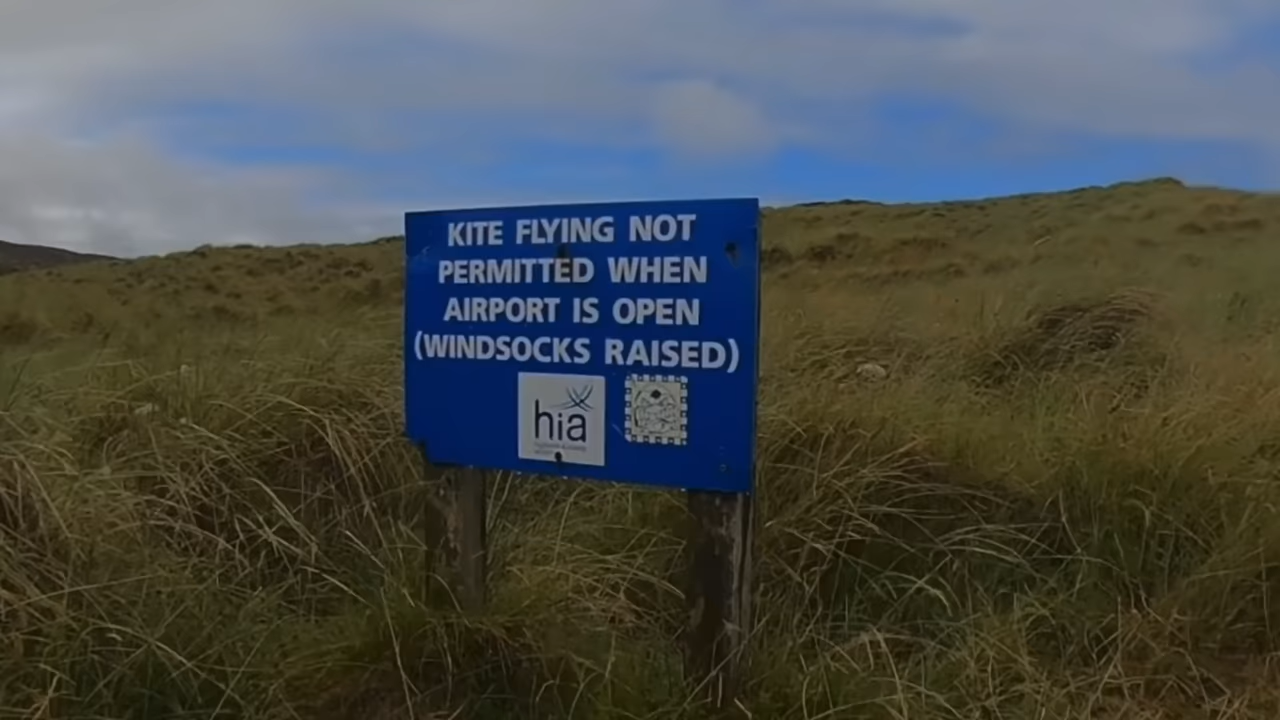 KITE FLYING NOT
PERMITTED WHEN
AIRPORT IS OPEN
(WINDSOCKS RAISED)
hia